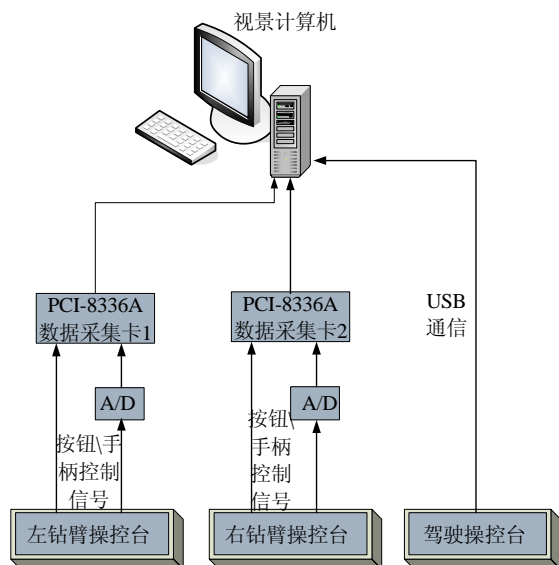 视景计算机
PCI-8336A
数据采集卡1
PCI-8336A
数据采集卡2
USB
通信
A/D
A/D
按钮\手
柄控制
信号
按钮\
手柄
控制
信号
左钻臂操控台
右钻臂操控台
驾驶操控台